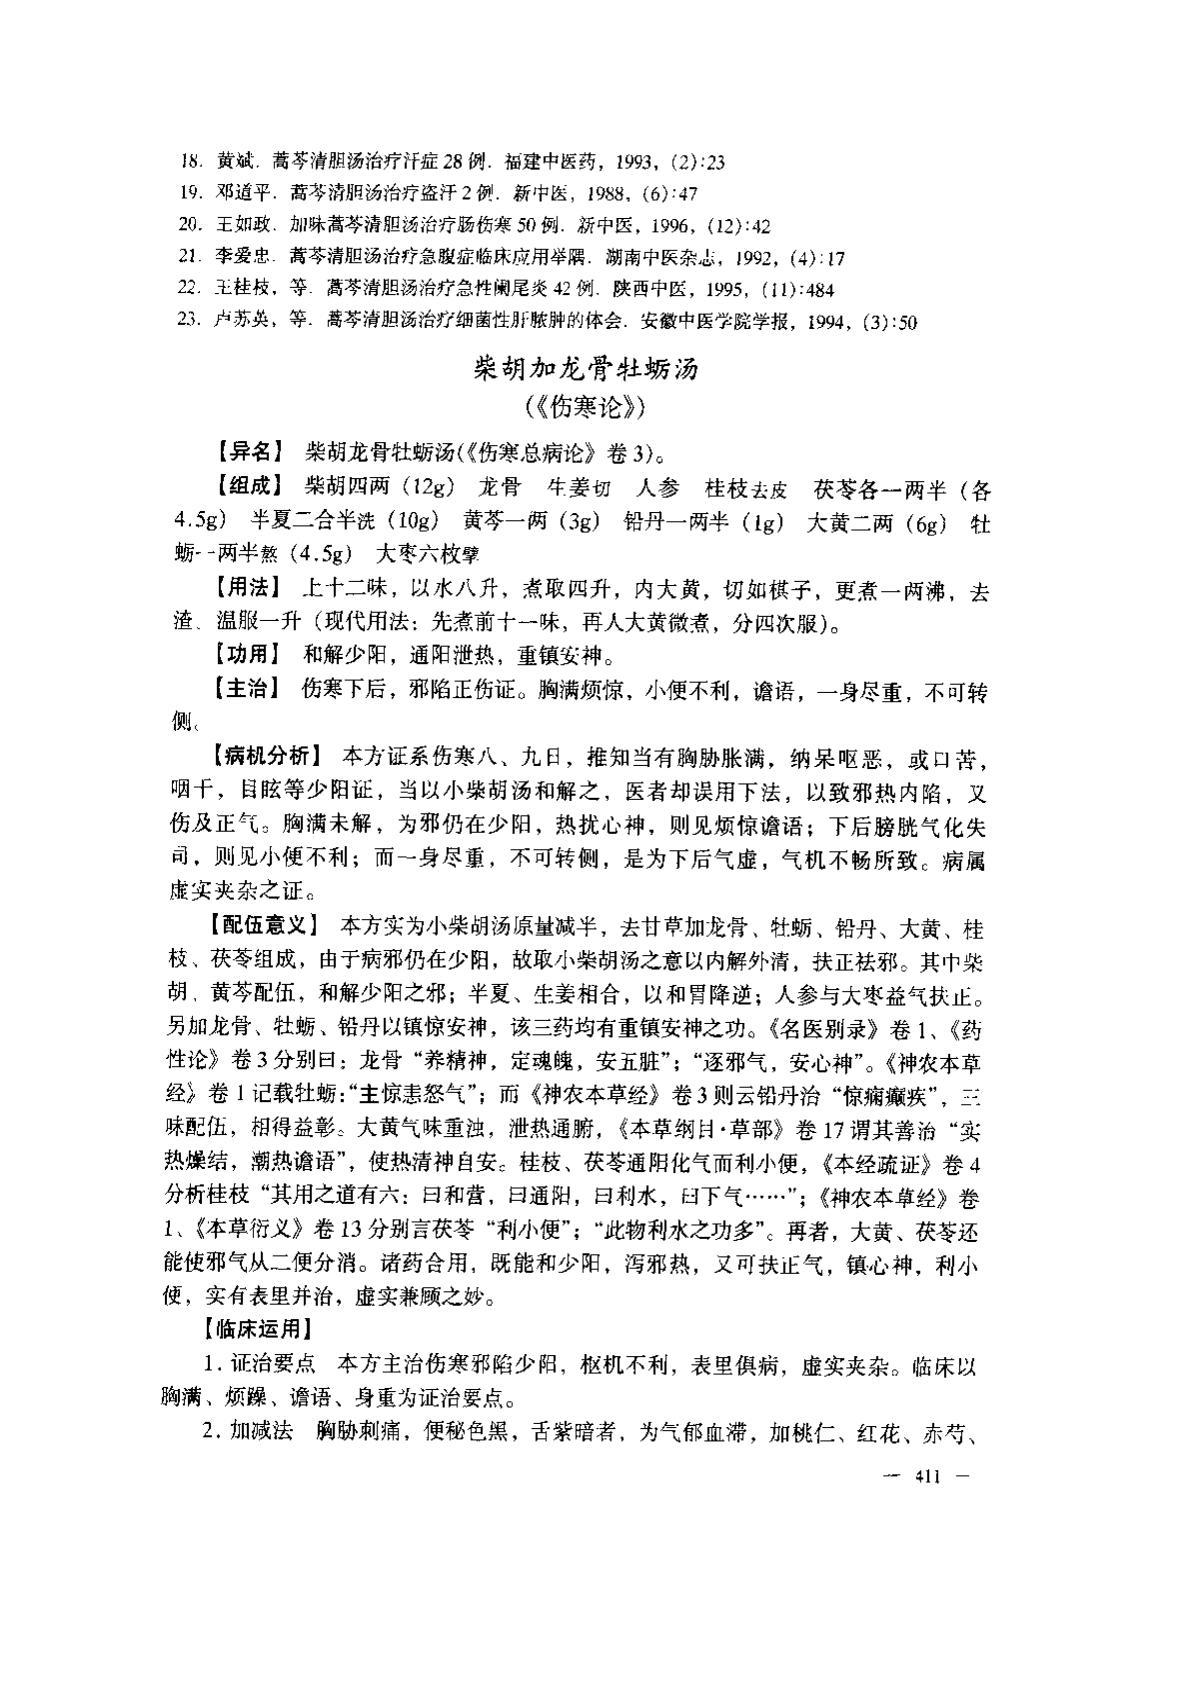 18. 黄斌. 蒿芩清胆汤治疗汗症 28 例. 福建中医药, 1993, (2):23
19. 邓道平. 蒿芩清胆汤治疗盗汗 2 例. 新中医, 1988, (6):47
20. 王如政. 加味蒿芩清胆汤治疗肠伤寒 50 例. 新中医, 1996, (12):42
21. 李爱忠. 蒿芩清胆汤治疗急腹症临床应用举隅. 湖南中医杂志, 1992, (4):17
22. 王桂枝, 等. 蒿芩清胆汤治疗急性阑尾炎 42 例. 陕西中医, 1995, (11):484
23. 卢苏英, 等. 蒿芩清胆汤治疗细菌性肝脓肿的体会. 安徽中医学院学报, 1994, (3):50
柴胡加龙骨牡蛎汤
(《伤寒论》)
【异名】 柴胡龙骨牡蛎汤(《伤寒总病论》卷 3)。
【组成】 柴胡四两（12g） 龙骨 生姜切 人参 桂枝去皮 茯苓各一两半（各
4.5g） 半夏二合半洗（10g） 黄芩一两（3g） 铅丹一两半（1g） 大黄二两（6g） 牡
蛎一两半熬（4.5g） 大枣六枚擘
【用法】 上十二味，以水八升，煮取四升，内大黄，切如棋子，更煮一两沸，去
渣、温服一升（现代用法：先煮前十一味，再人大黄微煮，分四次服）。
【功用】 和解少阳，通阳泄热，重镇安神。
【主治】 伤寒下后，邪陷正伤证。胸满烦惊，小便不利，谵语，一身尽重，不可转
侧。
【病机分析】 本方证系伤寒八、九日，推知当有胸胁胀满，纳呆呕恶，或口苦，
咽干，目眩等少阳证，当以小柴胡汤和解之，医者却误用下法，以致邪热内陷，又
伤及正气。胸满未解，为邪仍在少阳，热扰心神，则见烦惊谵语；下后膀胱气化失
司，则见小便不利；而一身尽重，不可转侧，是为下后气虚，气机不畅所致。病属
虚实夹杂之证。
【配伍意义】 本方实为小柴胡汤原量减半，去甘草加龙骨、牡蛎、铅丹、大黄、桂
枝、茯苓组成，由于病邪仍在少阳，故取小柴胡汤之意以内解外清，扶正祛邪。其中柴
胡、黄芩配伍，和解少阳之邪；半夏、生姜相合，以和胃降逆；人参与大枣益气扶正。
另加龙骨、牡蛎、铅丹以镇惊安神，该三药均有重镇安神之功。《名医别录》卷 1、《药
性论》卷 3 分别曰：龙骨“养精神，定魂魄，安五脏”；“逐邪气，安心神”。《神农本草
经》卷 1 记载牡蛎：“主惊恚怒气”；而《神农本草经》卷 3 则云铅丹治“惊痫癫疾”，三
味配伍，相得益彰。大黄气味重浊，泄热通腑，《本草纲目·草部》卷 17 谓其善治“实
热燥结，潮热谵语”，使热清神自安。桂枝、茯苓通阳化气而利小便，《本经疏证》卷 4
分析桂枝“其用之道有六：曰和营，曰通阳，曰利水，曰下气……”；《神农本草经》卷
1、《本草衍义》卷 13 分别言茯苓“利小便”；“此物利水之功多”。再者，大黄、茯苓还
能使邪气从二便分消。诸药合用，既能和少阳，泻邪热，又可扶正气，镇心神，利小
便，实有表里并治，虚实兼顾之妙。
【临床运用】
1. 证治要点 本方主治伤寒邪陷少阳，枢机不利，表里俱病，虚实夹杂。临床以
胸满、烦躁、谵语、身重为证治要点。
2. 加减法 胸胁刺痛，便秘色黑，舌紫暗者，为气郁血滞，加桃仁、红花、赤芍、
— 411 —